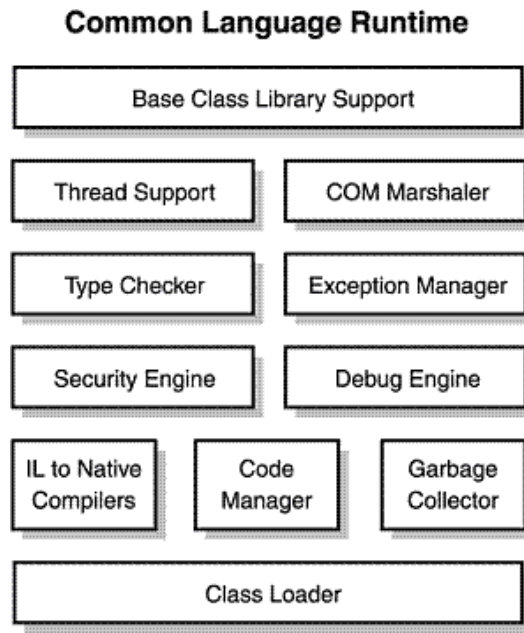 Common Language Runtime
Base Class Library Support
Thread Support
COM Marshaler
Type Checker
Exception Manager
Security Engine
Debug Engine
IL to Native
Compilers
Code
Manager
Garbage
Collector
Class Loader